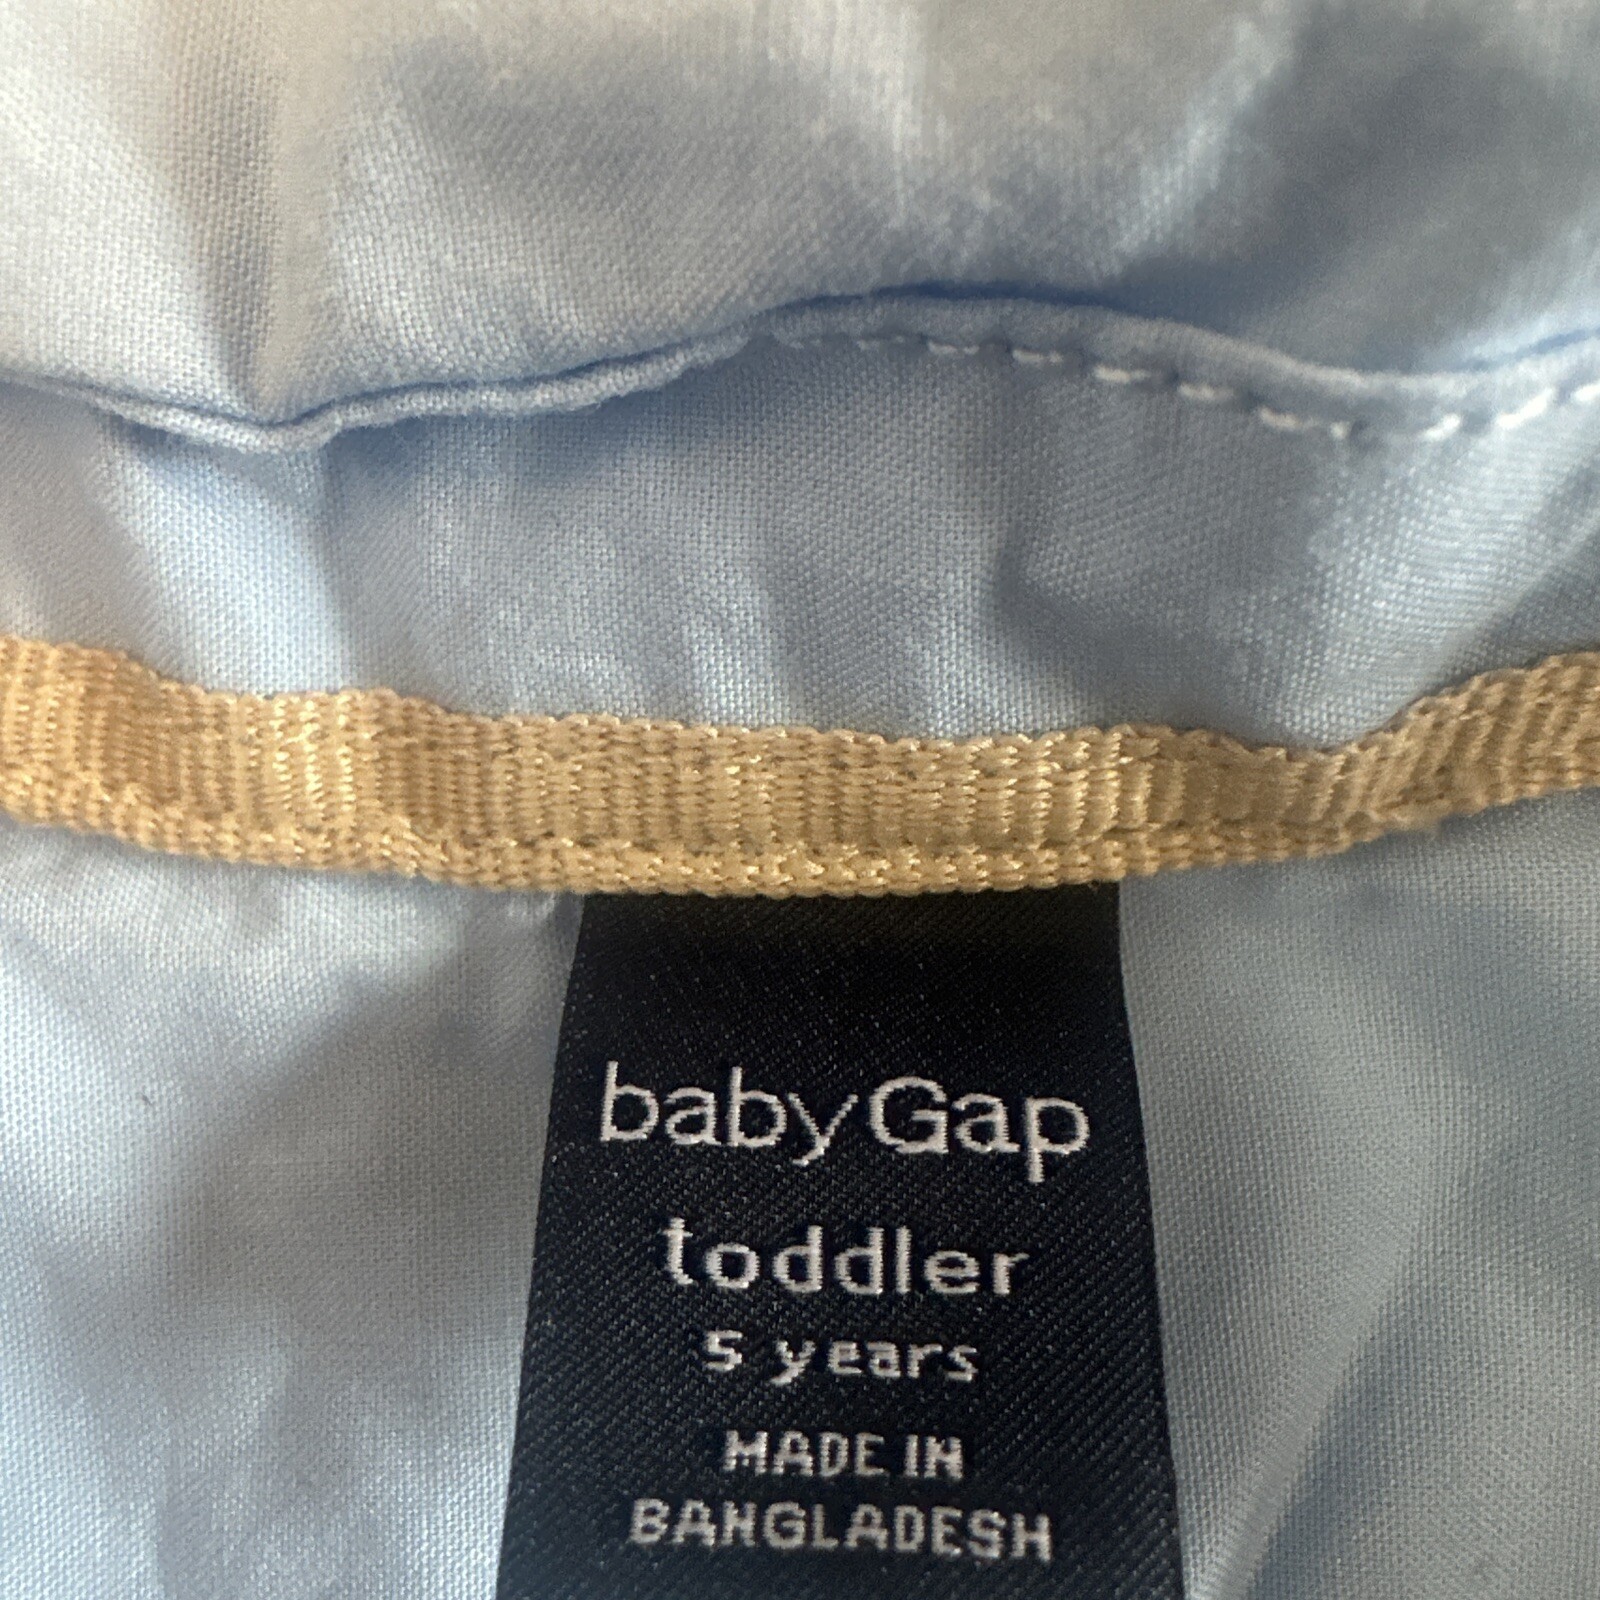 babyGap
toddler
5 years
MADE IN
BANGLADESH